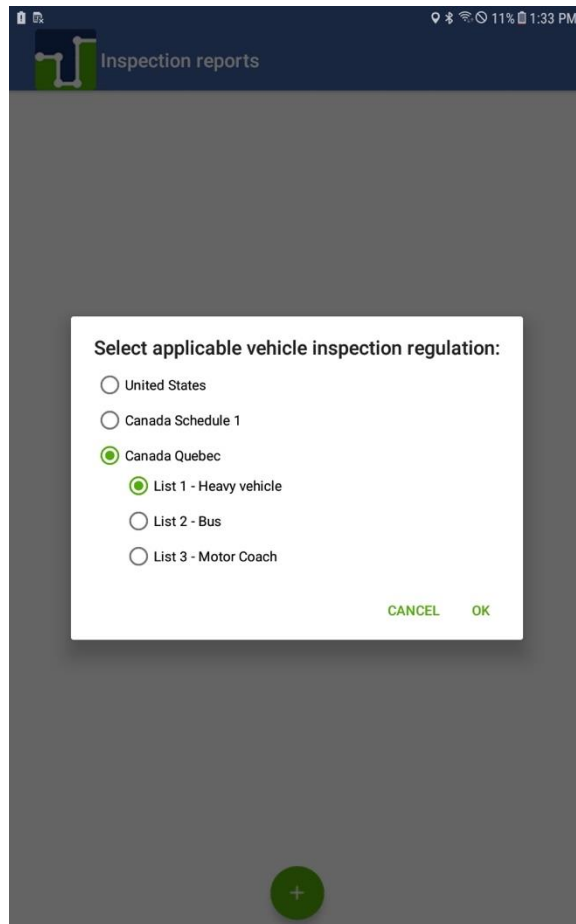 11% 1:33 PM
Inspection reports
Select applicable vehicle inspection regulation:
United States
Canada Schedule 1
Canada Quebec
List 1 - Heavy vehicle
List 2 - Bus
List 3 - Motor Coach
CANCEL OK
+